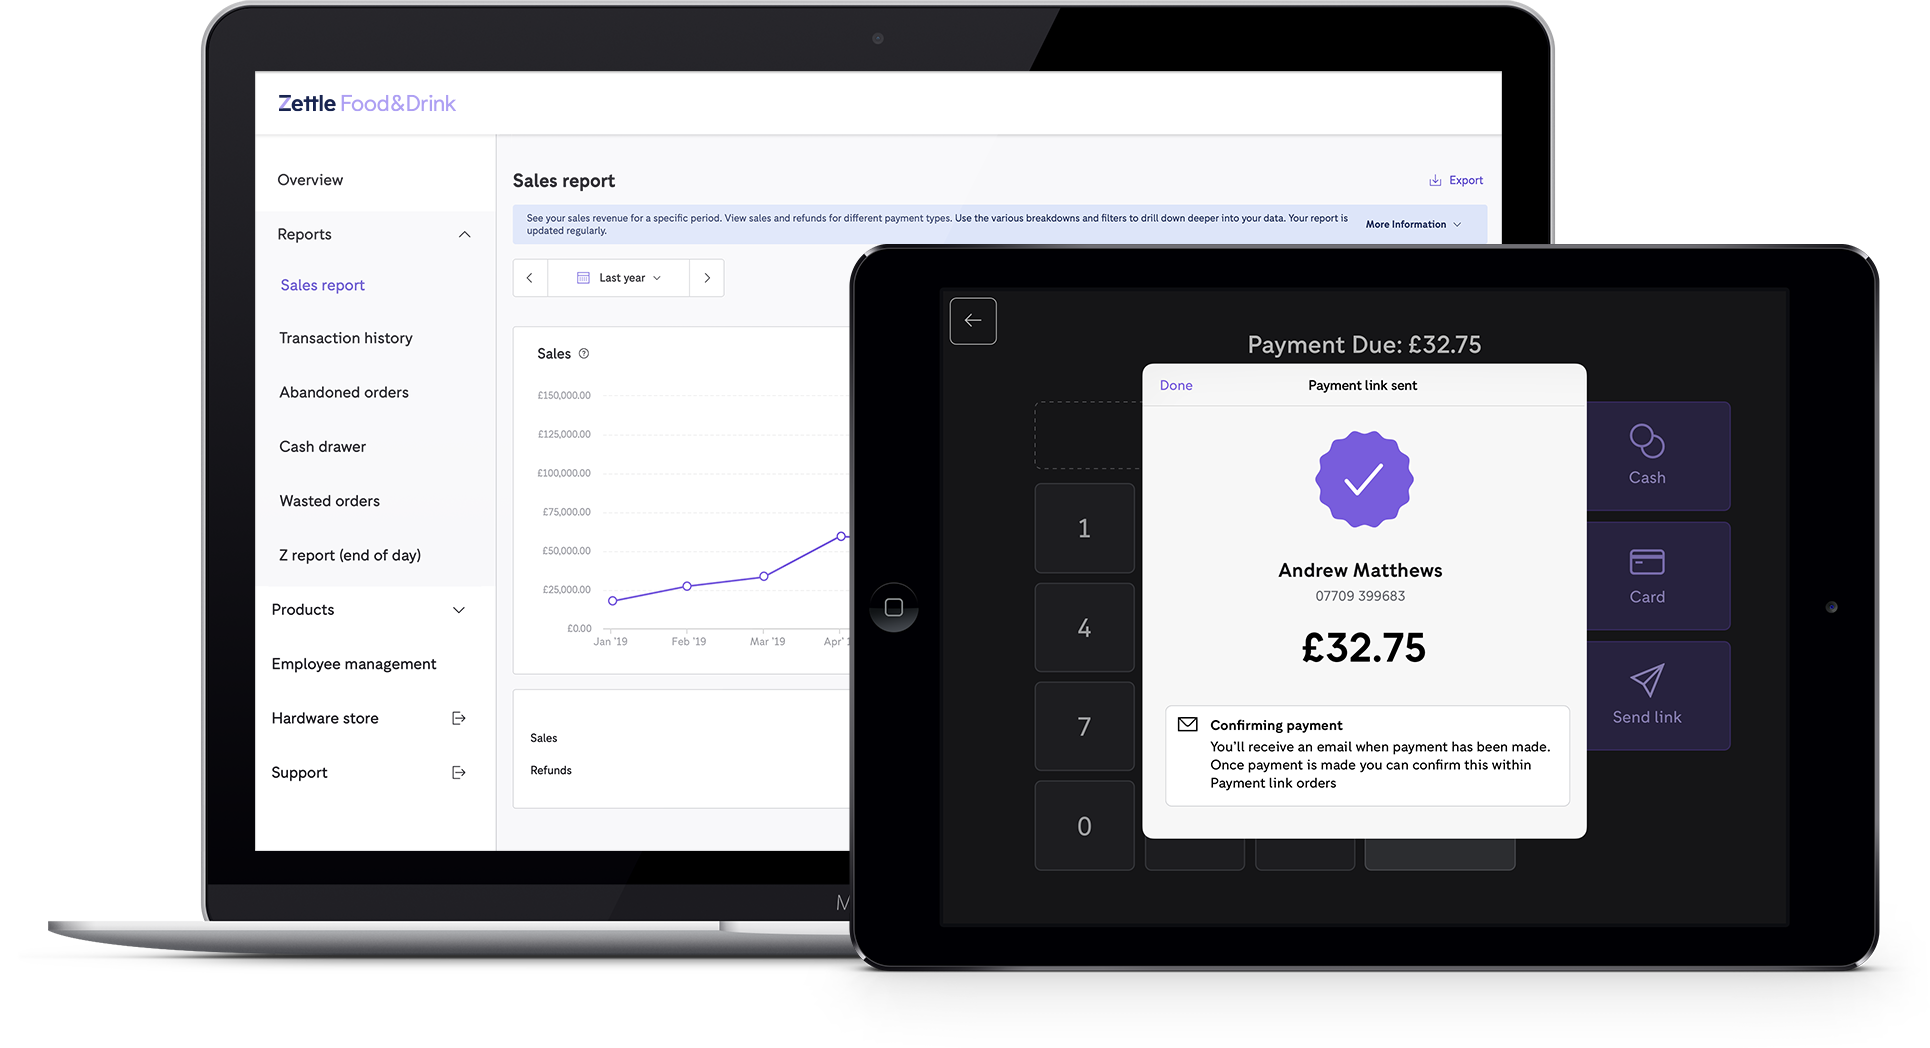 Zettle Food&Drink
Overview
Reports
Sales report
Transaction history
Abandoned orders
Cash drawer
Wasted orders
Z report (end of day)
Products
Employee management
Hardware store
Support
Sales report
Export
See your sales revenue for a specific period. View sales and refunds for different payment types. Use the various breakdowns and filters to drill down deeper into your data. Your report is
updated regularly.
More Information
Last year
Sales
£150,000.00
£125,000.00
£100,000.00
£75,000.00
£50,000.00
£25,000.00
£0.00
Jan '19
Feb '19
Mar '19
Apr '
Sales
Refunds
M
Payment Due: £32.75
Done
Payment link sent
Andrew Matthews
07709 399683
£32.75
Confirming payment
You'll receive an email when payment has been made.
Once payment is made you can confirm this within
Payment link orders
1
4
7
0
Cash
Card
Send link